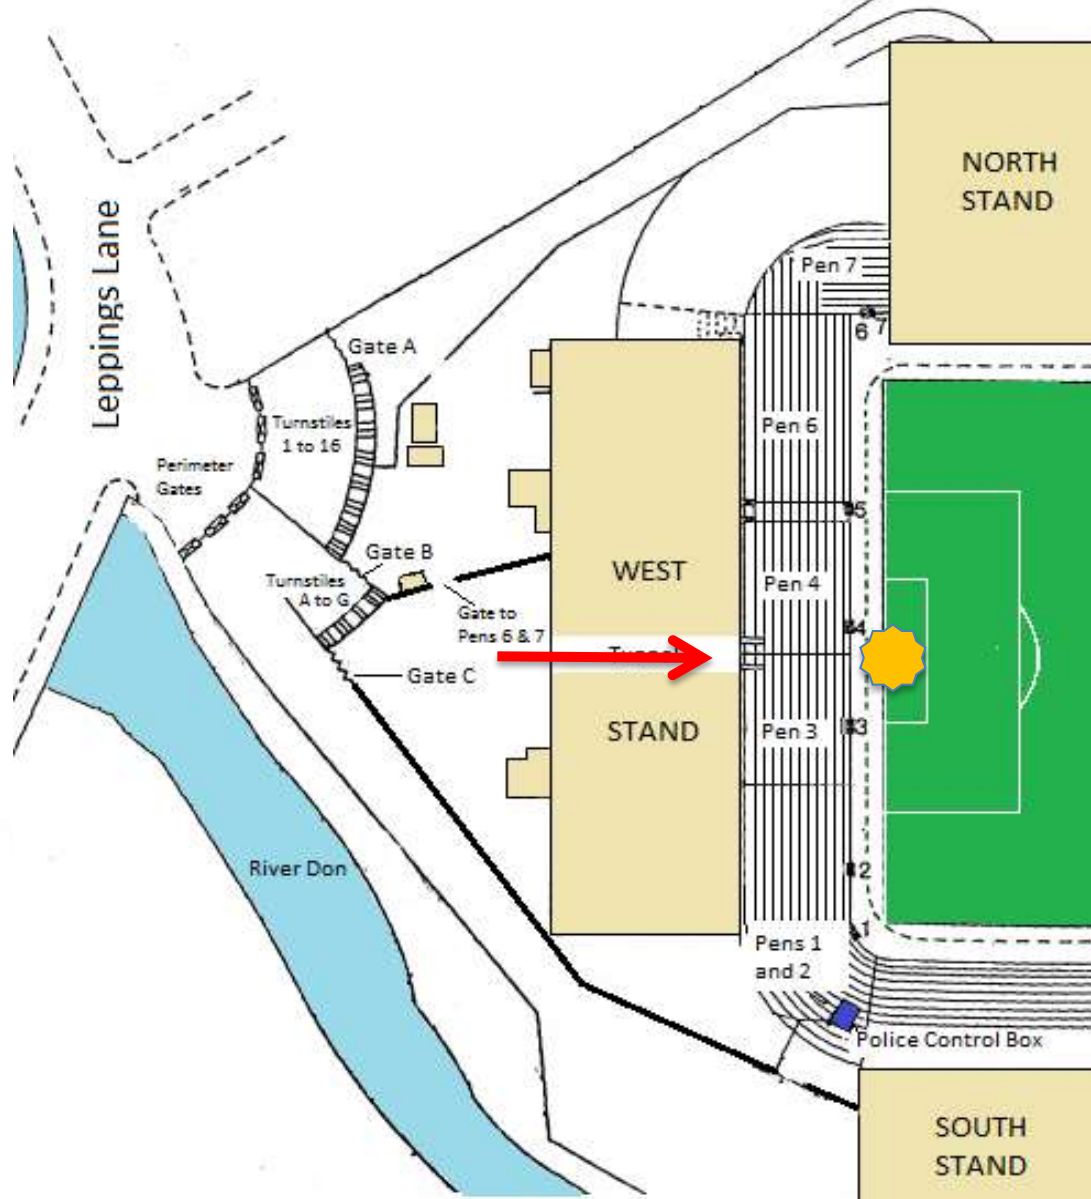 NORTH
STAND
Leppings Lane
Pen 7
6
7
Gate A
Turnstiles
1 to 16
Pen 6
Perimeter
Gates
5
Gate B
WEST
Pen 4
Turnstiles
A to G
Gate to
Pens 6 & 7
4
Tunnel
Gate C
STAND
Pen 3
3
River Don
2
1
Pens 1
and 2
Police Control Box
SOUTH
STAND